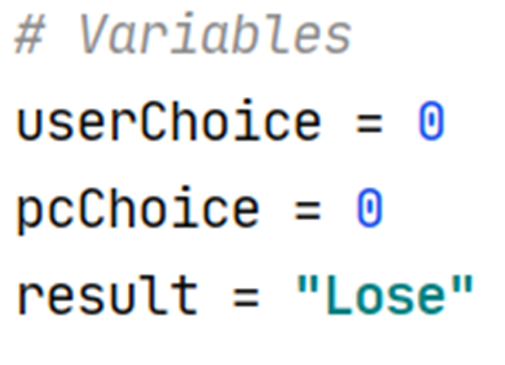 # Variables
userChoice = 0
pcChoice = 0
result = "Lose"